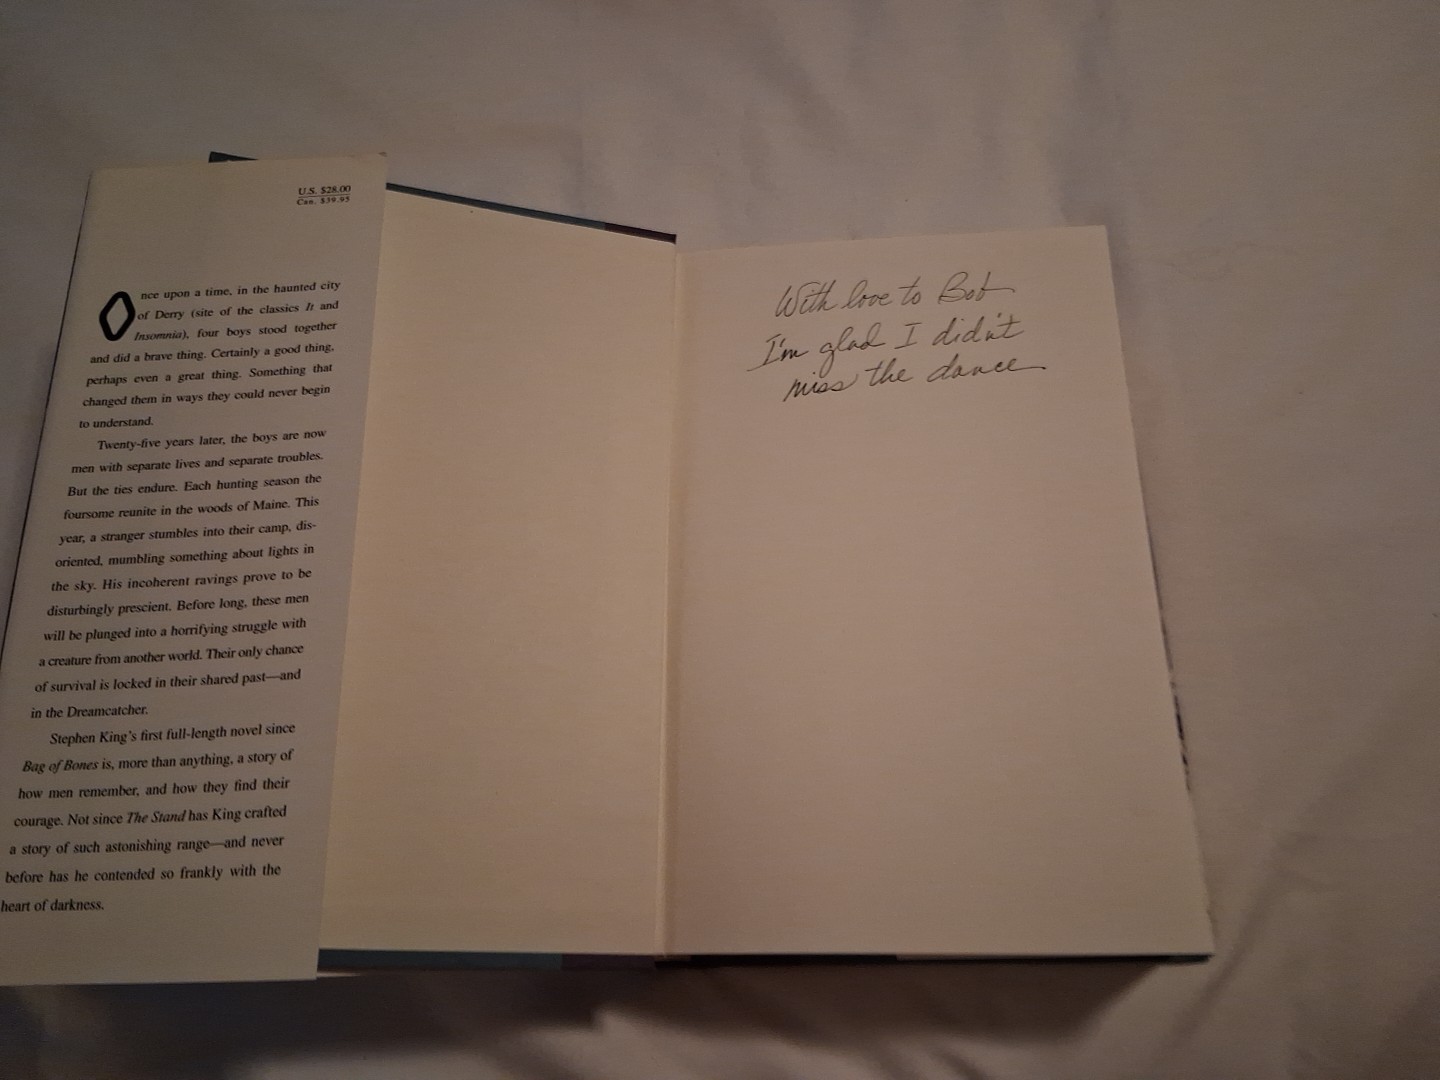 U.S. $28.00
Can. $39.95
Once upon a time, in the haunted city
of Derry (site of the classics It and
Insomnia), four boys stood together
and did a brave thing. Certainly a good thing,
perhaps even a great thing. Something that
changed them in ways they could never begin
to understand.
Twenty-five years later, the boys are now
men with separate lives and separate troubles.
But the ties endure. Each hunting season the
foursome reunite in the woods of Maine. This
year, a stranger stumbles into their camp, dis-
oriented, mumbling something about lights in
the sky. His incoherent ravings prove to be
disturbingly prescient. Before long, these men
will be plunged into a horrifying struggle with
a creature from another world. Their only chance
of survival is locked in their shared past—and
in the Dreamcatcher.
Stephen King's first full-length novel since
Bag of Bones is, more than anything, a story of
how men remember, and how they find their
courage. Not since The Stand has King crafted
a story of such astonishing range—and never
before has he contended so frankly with the
heart of darkness.
With love to Bob
I'm glad I didn't
miss the dance